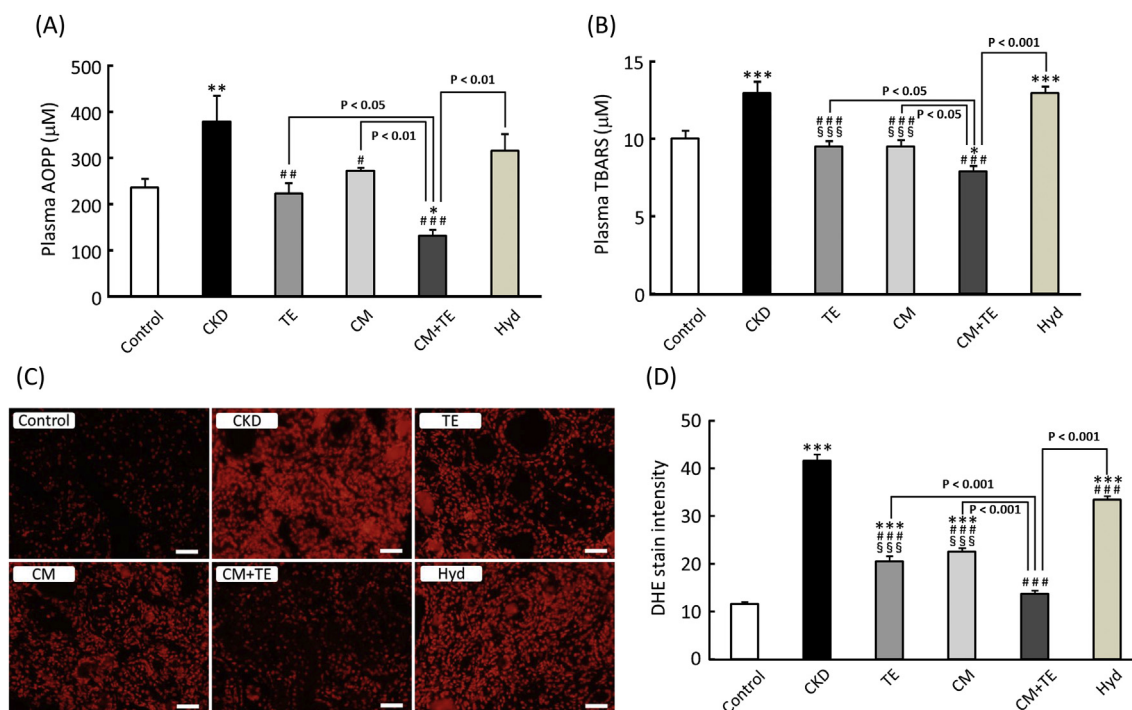 (A)
Plasma AOPP (μM)
500
400
300
200
100
0
**
##
#
*
###
P < 0.05
P < 0.01
P < 0.01
Control
CKD
TE
CM
CM+TE
Hyd
(B)
Plasma TBARS (μM)
15
10
5
0
***
###
§§§
###
§§§
*
###
***
P < 0.001
P < 0.05
P < 0.05
Control
CKD
TE
CM
CM+TE
Hyd
(C)
Control
CKD
TE
CM
CM+TE
Hyd
(D)
DHE stain intensity
50
40
30
20
10
0
***
***
###
§§§
***
###
§§§
###
***
###
P < 0.001
P < 0.001
P < 0.001
Control
CKD
TE
CM
CM+TE
Hyd